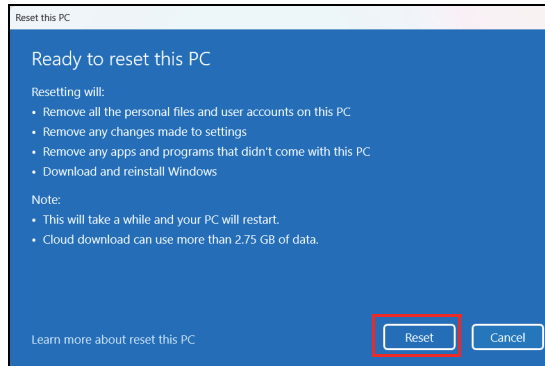 Reset this PC
Ready to reset this PC
Resetting will:
• Remove all the personal files and user accounts on this PC
• Remove any changes made to settings
• Remove any apps and programs that didn't come with this PC
• Download and reinstall Windows
Note:
• This will take a while and your PC will restart.
• Cloud download can use more than 2.75 GB of data.
Learn more about reset this PC
Reset
Cancel